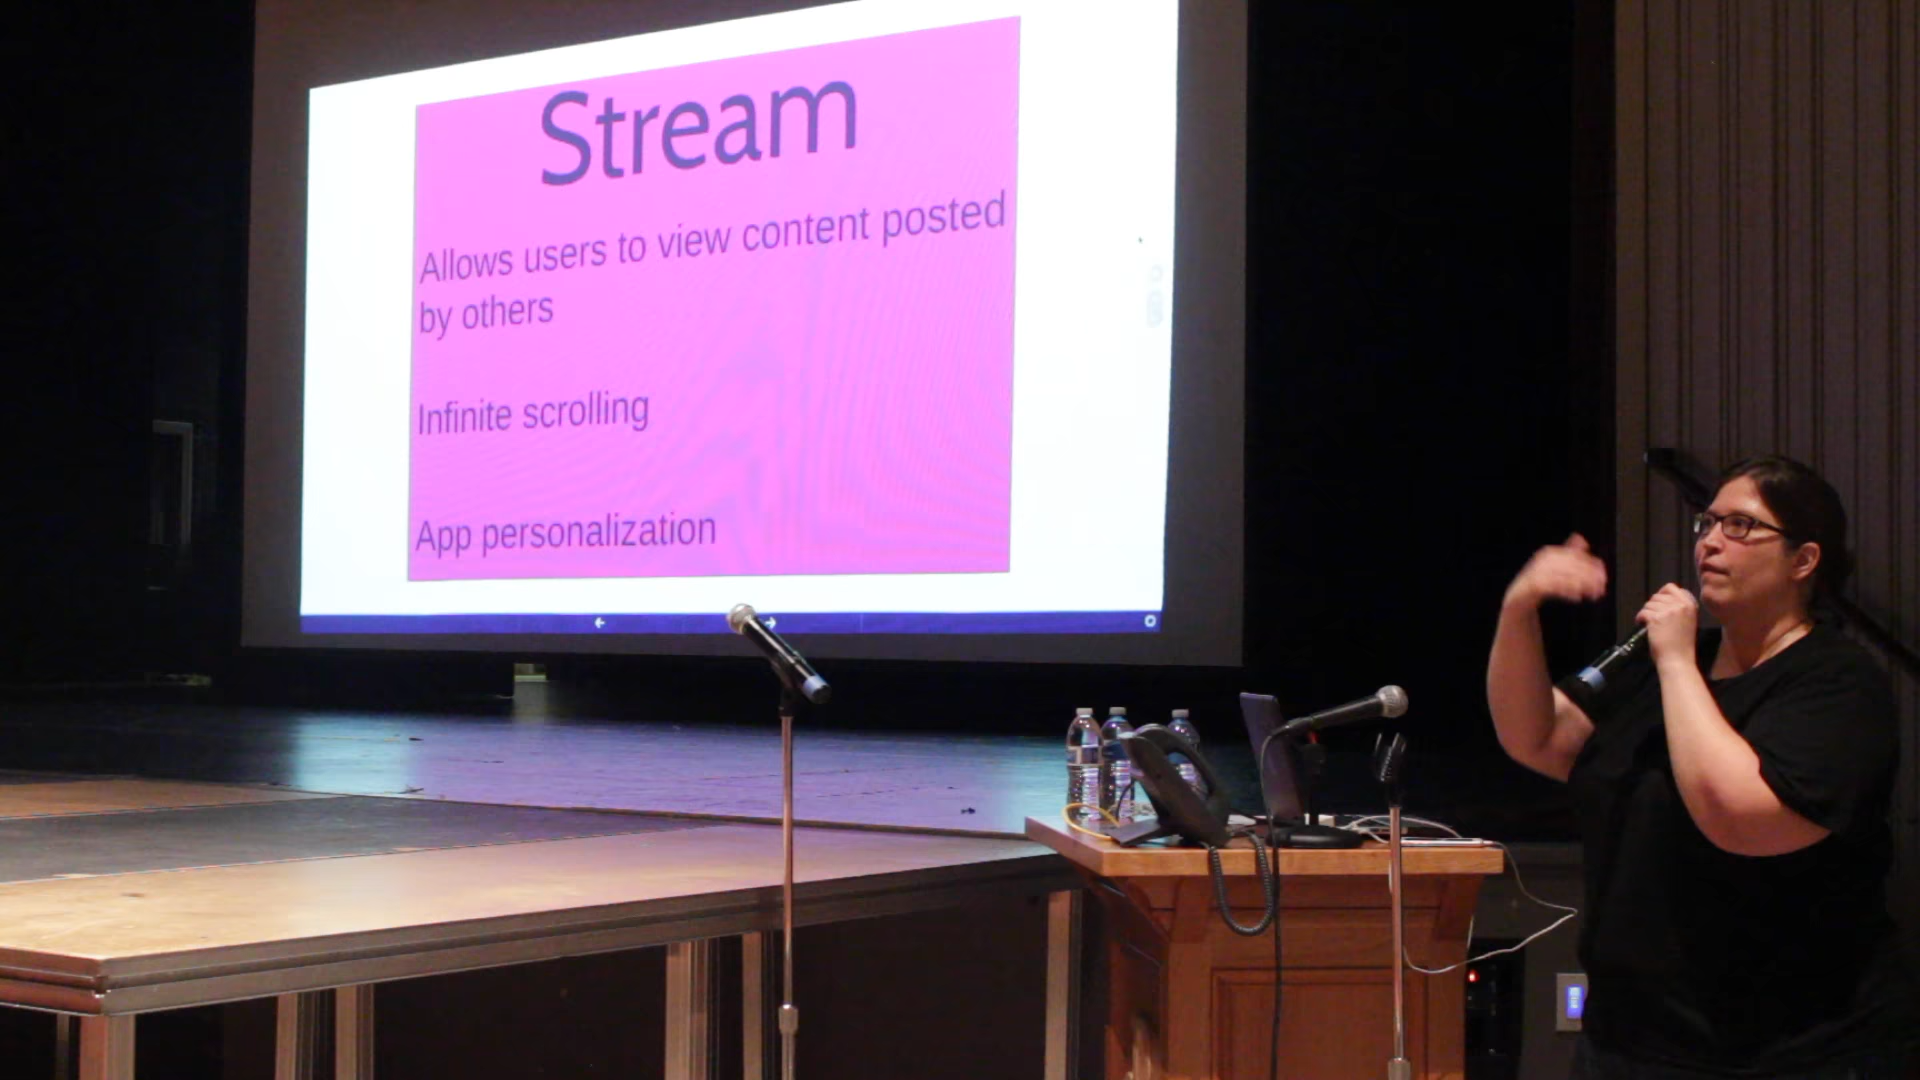 Stream
Allows users to view content posted
by others
Infinite scrolling
App personalization